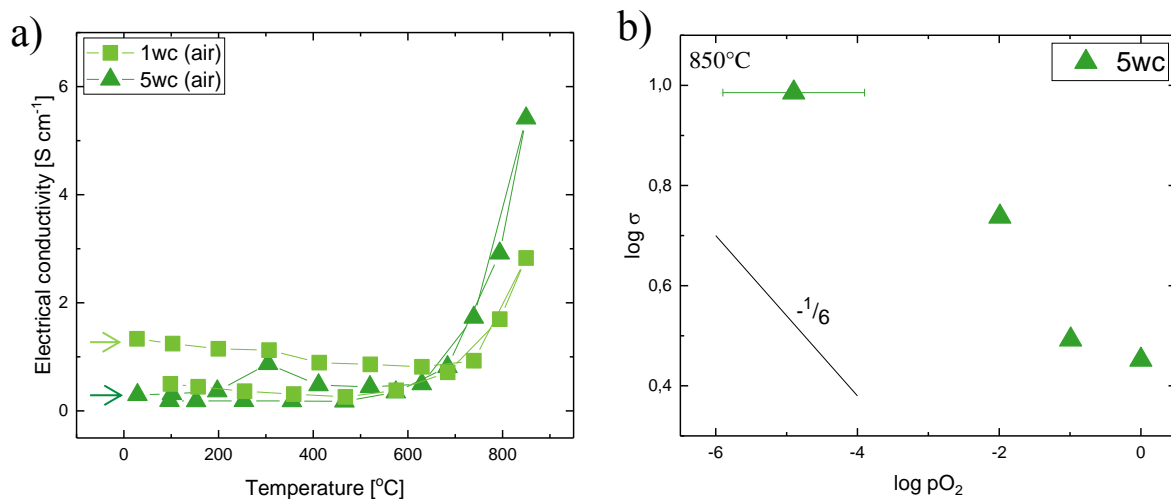 a)
1wc (air)
5wc (air)
Electrical conductivity [S cm⁻¹]
6
4
2
0
0 200 400 600 800
Temperature [°C]
b)
850°C
5wc
log σ
1,0
0,8
0,6
0,4
-1/6
-6 -4 -2 0
log pO₂